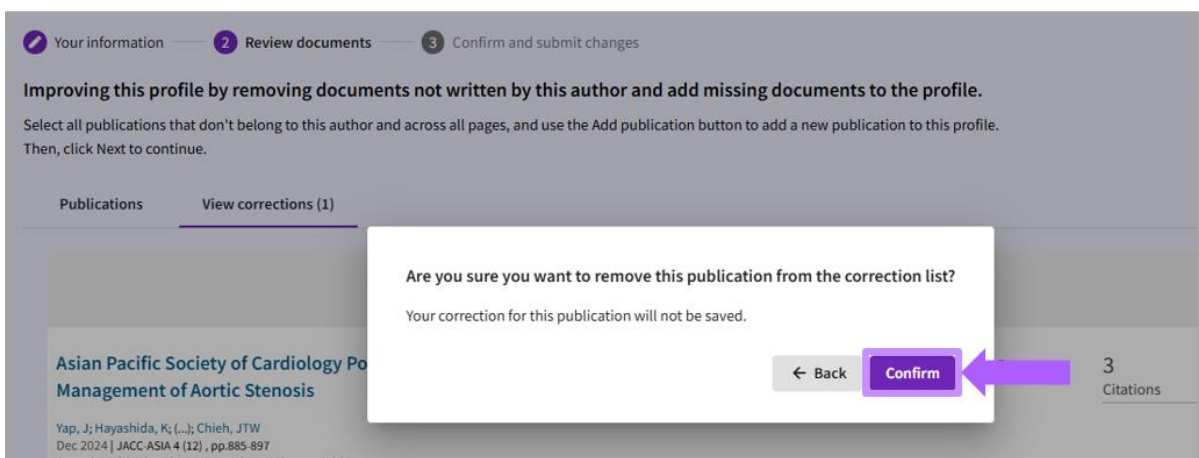 Your information 2 Review documents 3 Confirm and submit changes
Improving this profile by removing documents not written by this author and add missing documents to the profile.
Select all publications that don't belong to this author and across all pages, and use the Add publication button to add a new publication to this profile.
Then, click Next to continue.
Publications View corrections (1)
Are you sure you want to remove this publication from the correction list?
Your correction for this publication will not be saved.
← Back Confirm
Asian Pacific Society of Cardiology Po
Management of Aortic Stenosis
3
Citations
Yap, J; Hayashida, K; (...); Chieh, JTW
Dec 2024 | JACC-ASIA 4 (12) , pp.885-897